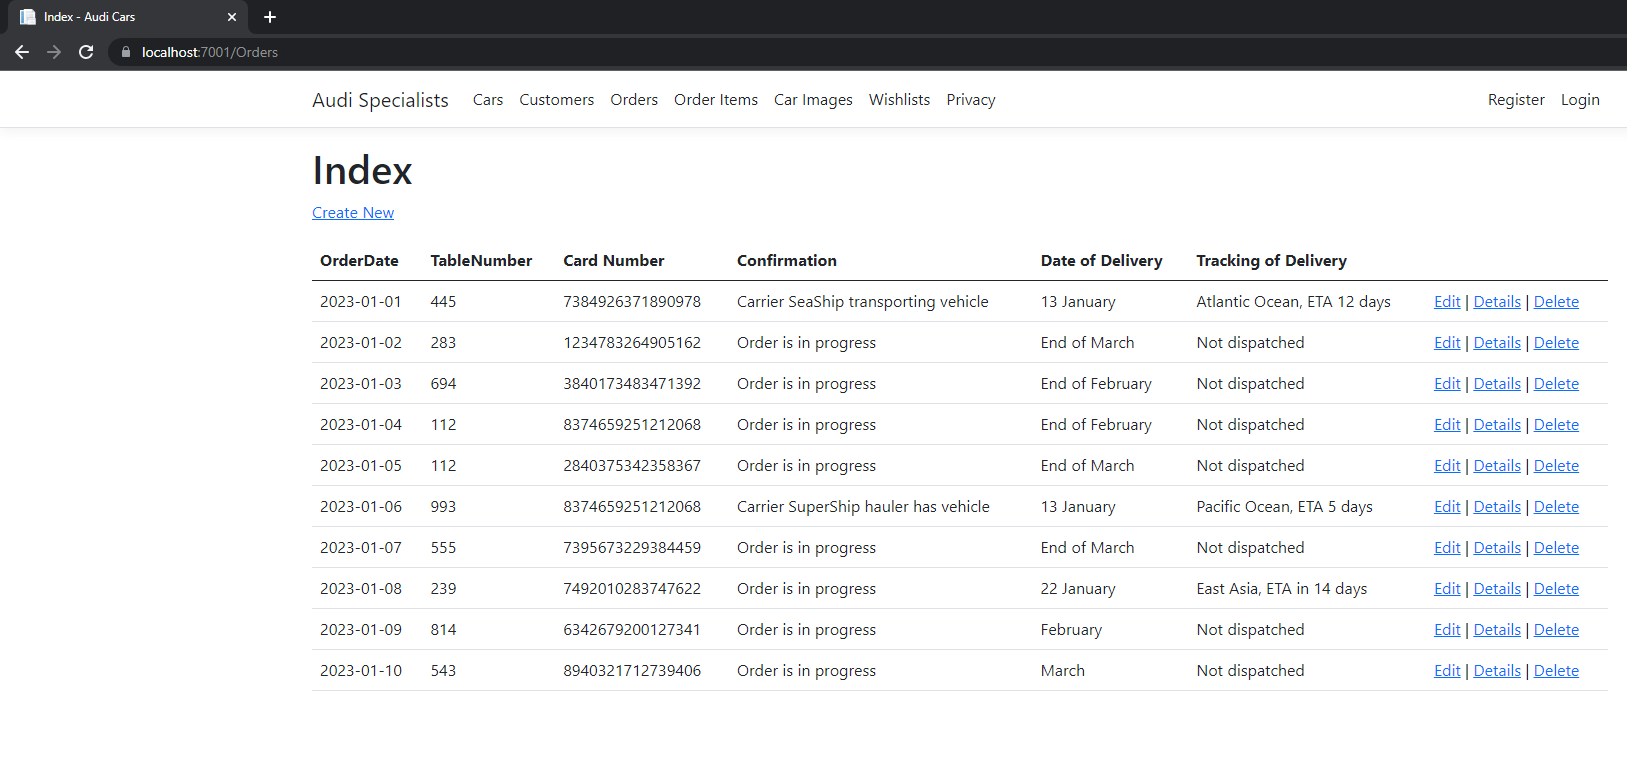 Index - Audi Cars
localhost:7001/Orders
Audi Specialists Cars Customers Orders Order Items Car Images Wishlists Privacy Register Login
Index
Create New
OrderDate TableNumber Card Number Confirmation Date of Delivery Tracking of Delivery
2023-01-01 445 7384926371890978 Carrier SeaShip transporting vehicle 13 January Atlantic Ocean, ETA 12 days Edit | Details | Delete
2023-01-02 283 1234783264905162 Order is in progress End of March Not dispatched Edit | Details | Delete
2023-01-03 694 3840173483471392 Order is in progress End of February Not dispatched Edit | Details | Delete
2023-01-04 112 8374659251212068 Order is in progress End of February Not dispatched Edit | Details | Delete
2023-01-05 112 2840375342358367 Order is in progress End of March Not dispatched Edit | Details | Delete
2023-01-06 993 8374659251212068 Carrier SuperShip hauler has vehicle 13 January Pacific Ocean, ETA 5 days Edit | Details | Delete
2023-01-07 555 7395673229384459 Order is in progress End of March Not dispatched Edit | Details | Delete
2023-01-08 239 7492010283747622 Order is in progress 22 January East Asia, ETA in 14 days Edit | Details | Delete
2023-01-09 814 6342679200127341 Order is in progress February Not dispatched Edit | Details | Delete
2023-01-10 543 8940321712739406 Order is in progress March Not dispatched Edit | Details | Delete